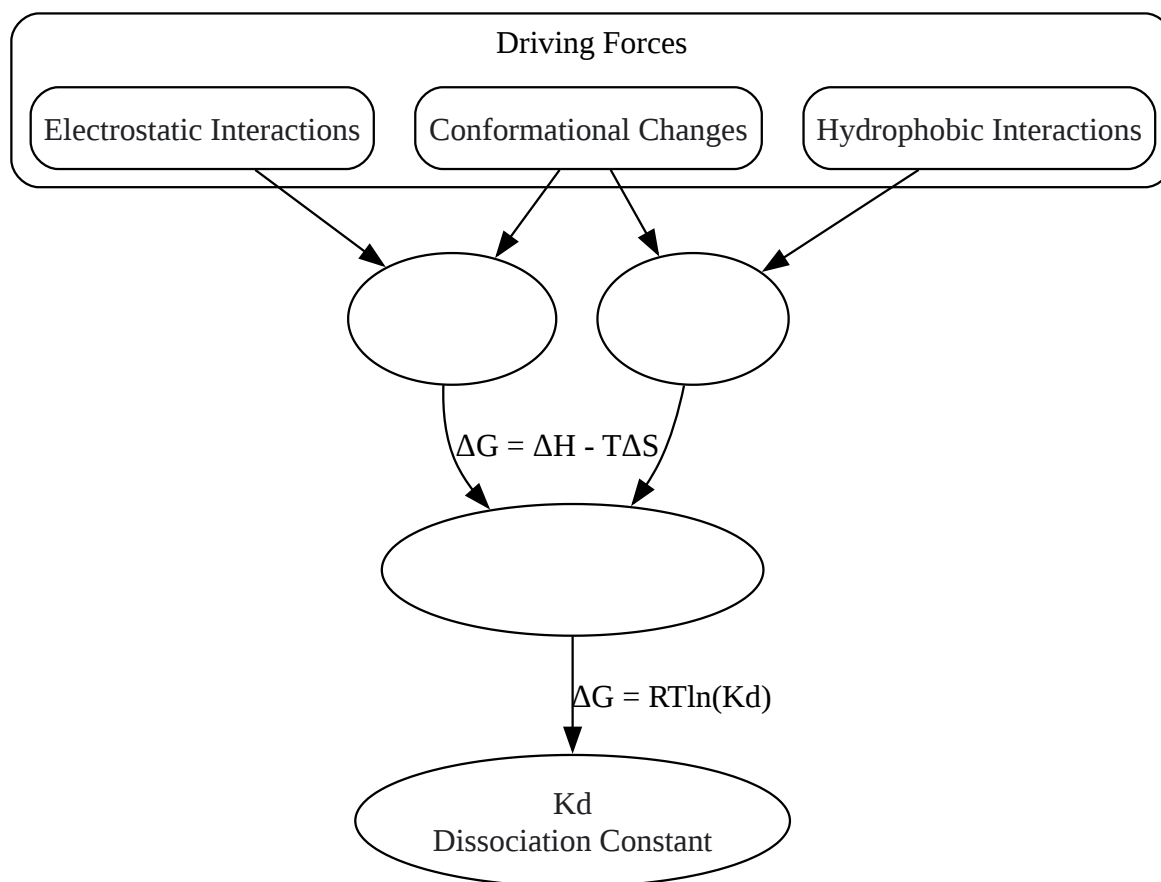 Driving Forces
Electrostatic Interactions
Conformational Changes
Hydrophobic Interactions
ΔG = ΔH - TΔS
ΔG = RTln(Kd)
Kd
Dissociation Constant